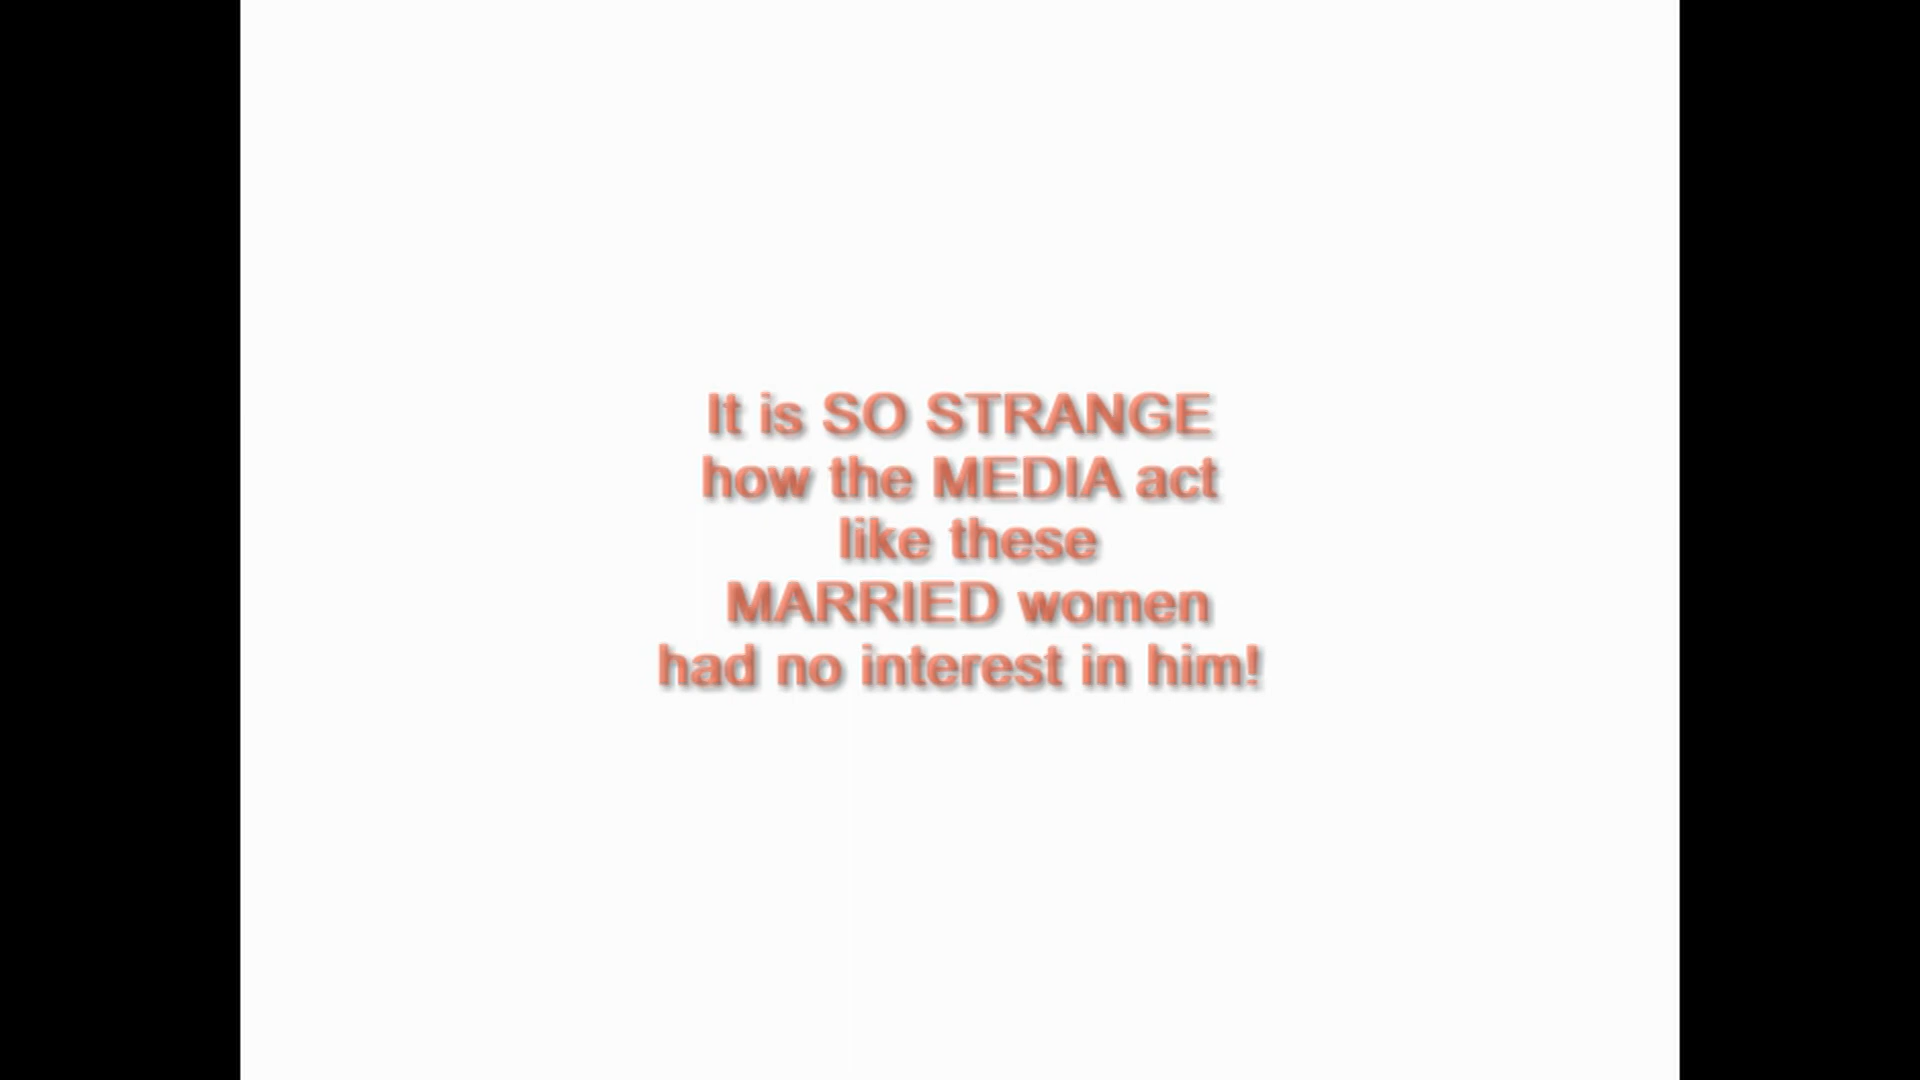 It is SO STRANGE
how the MEDIA act
like these
MARRIED women
had no interest in him!